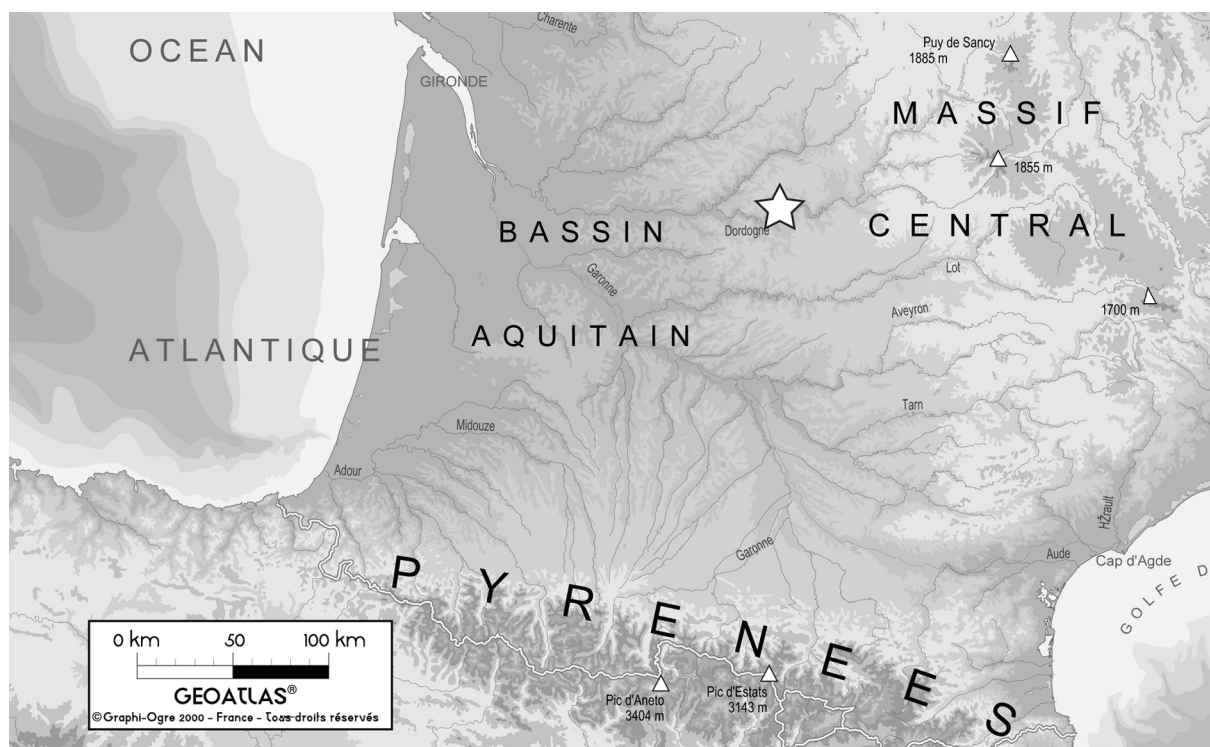 OCEAN
Charente
Puy de Sancy
1885 m
GIRONDE
MASSIF
1855 m
BASSIN
Dordogne
CENTRAL
Garonne
Lot
1700 m
Aveyron
AQUITAIN
ATLANTIQUE
Tarn
Midouze
Adour
HŽrault
Garonne
Aude
Cap d'Agde
GOLFE D
PYRENEES
0 km 50 100 km
GEOATLAS®
©Graphi-Ogre 2000 - France - Tous droits réservés
Pic d'Aneto
3404 m
Pic d'Estats
3143 m